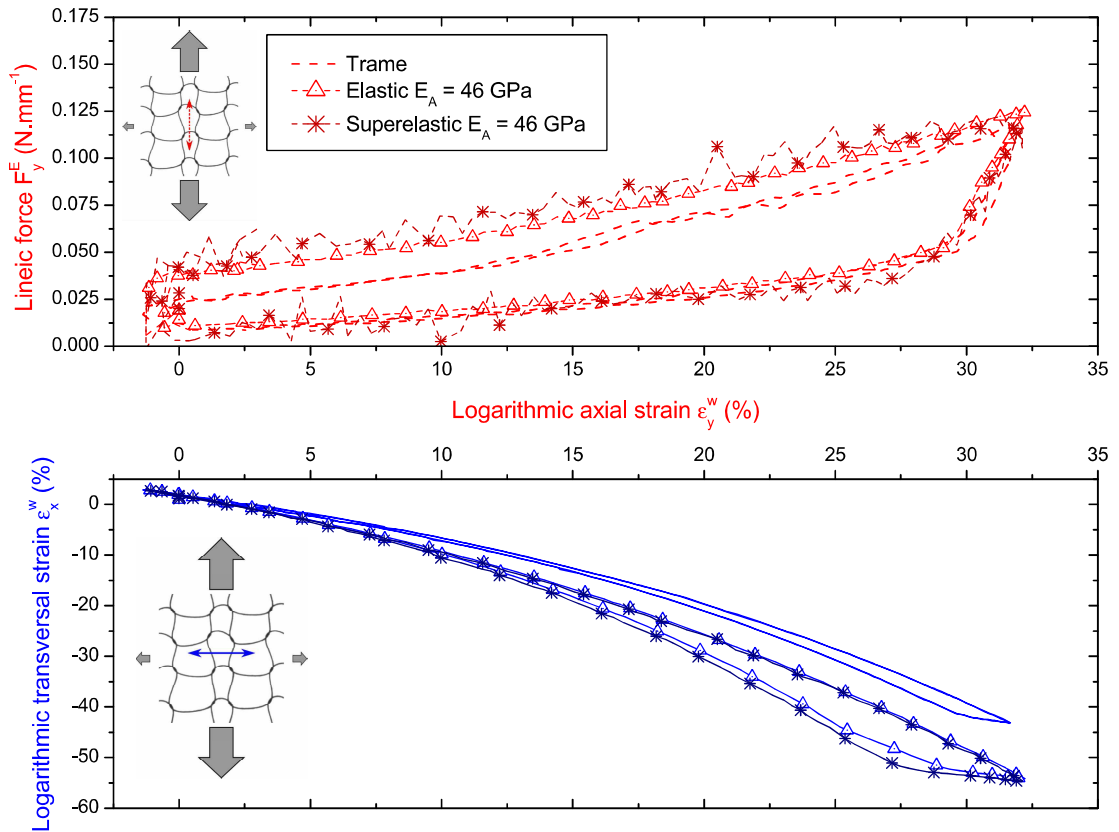 0.175
0.150
0.125
0.100
0.075
0.050
0.025
0.000
Lineic force F_y^E (N.mm⁻¹)
Trame
Elastic E_A = 46 GPa
Superelastic E_A = 46 GPa
0 5 10 15 20 25 30 35
Logarithmic axial strain ε_y^w (%)
0 5 10 15 20 25 30 35
Logarithmic transversal strain ε_x^w (%)
0
-10
-20
-30
-40
-50
-60